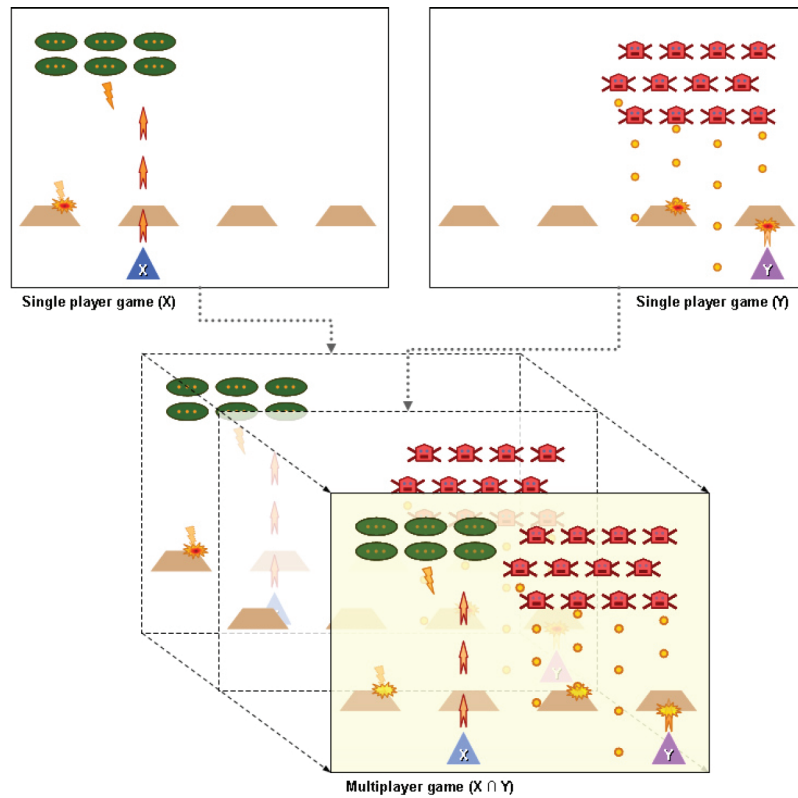 X
Y
Single player game (X)
Single player game (Y)
Y
X
Y
Multiplayer game (X ∩ Y)